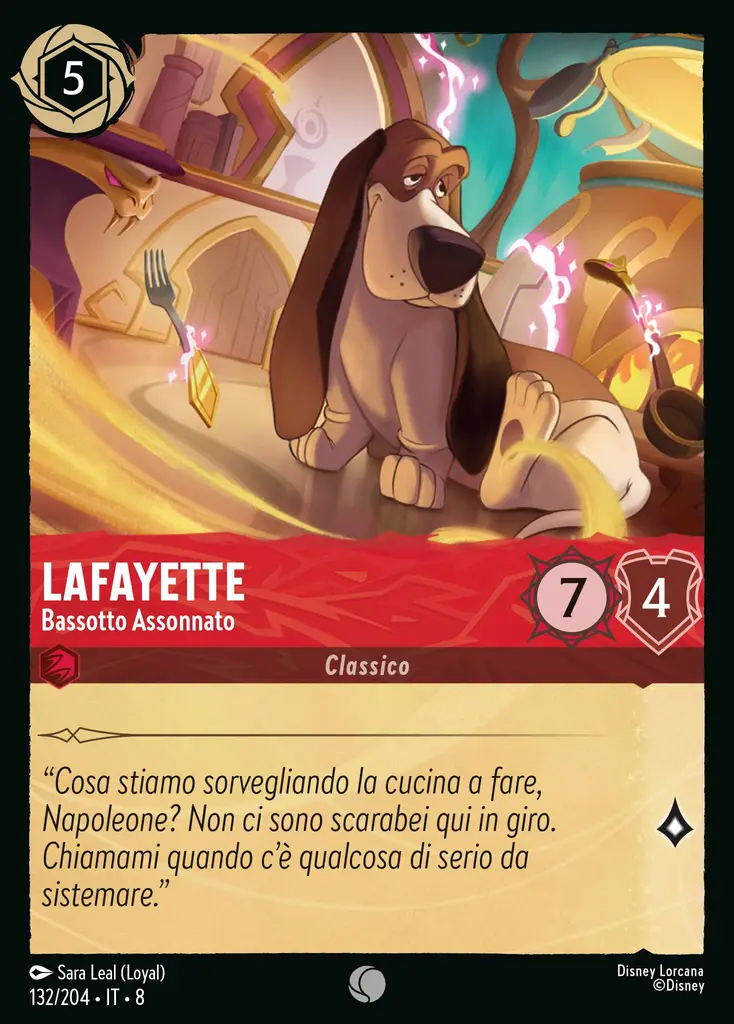 5
LAFAYETTE
Bassotto Assonnato
7
4
Classico
“Cosa stiamo sorvegliando la cucina a fare,
Napoleone? Non ci sono scarabei qui in giro.
Chiamami quando c’è qualcosa di serio da
sistemare.”
Sara Leal (Loyal)
132/204 • IT • 8
Disney Lorcana
©Disney